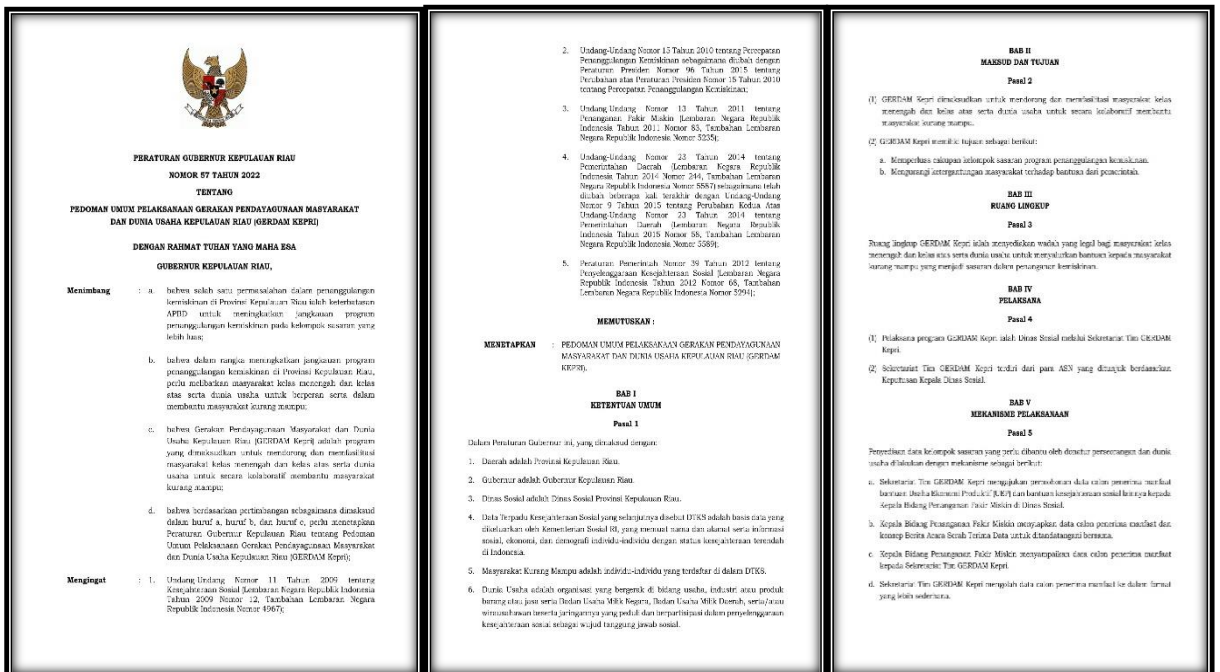 PERATURAN GUBERNUR KEPULAUAN RIAU
NOMOR 57 TAHUN 2022
TENTANG
PEDOMAN UMUM PELAKSANAAN GERAKAN PENDAYAGUNAAN MASYARAKAT
DAN DUNIA USAHA KEPULAUAN RIAU (GERDAM KEPRI)
DENGAN RAHMAT TUHAN YANG MAHA ESA
GUBERNUR KEPULAUAN RIAU,
Menimbang : a. bahwa salah satu permasalahan dalam penanggulangan
kemiskinan di Provinsi Kepulauan Riau ialah keterbatasan
APBD untuk meningkatkan jangkauan program
penanggulangan kemiskinan pada kelompok sasaran yang
lebih luas;
b. bahwa dalam rangka meningkatkan jangkauan program
penanggulangan kemiskinan di Provinsi Kepulauan Riau,
perlu melibatkan masyarakat kelas menengah dan kelas
atas serta dunia usaha untuk berperan serta dalam
membantu masyarakat kurang mampu;
c. bahwa Gerakan Pendayagunaan Masyarakat dan Dunia
Usaha Kepulauan Riau (GERDAM Kepri) adalah program
yang dimaksudkan untuk mendorong dan memfasilitasi
masyarakat kelas menengah dan kelas atas serta dunia
usaha untuk secara kolaboratif membantu masyarakat
kurang mampu;
d. bahwa berdasarkan pertimbangan sebagaimana dimaksud
dalam huruf a, huruf b, dan huruf c, perlu menetapkan
Peraturan Gubernur Kepulauan Riau tentang Pedoman
Umum Pelaksanaan Gerakan Pendayagunaan Masyarakat
dan Dunia Usaha Kepulauan Riau (GERDAM Kepri);
Mengingat : 1. Undang-Undang Nomor 11 Tahun 2009 tentang
Kesejahteraan Sosial (Lembaran Negara Republik Indonesia
Tahun 2009 Nomor 12, Tambahan Lembaran Negara
Republik Indonesia Nomor 4967);
2. Undang-Undang Nomor 15 Tahun 2010 tentang Percepatan
Penanggulangan Kemiskinan sebagaimana diubah dengan
Peraturan Presiden Nomor 96 Tahun 2015 tentang
Perubahan atas Peraturan Presiden Nomor 15 Tahun 2010
tentang Percepatan Penanggulangan Kemiskinan;
3. Undang-Undang Nomor 13 Tahun 2011 tentang
Penanganan Fakir Miskin (Lembaran Negara Republik
Indonesia Tahun 2011 Nomor 83, Tambahan Lembaran
Negara Republik Indonesia Nomor 5235);
4. Undang-Undang Nomor 23 Tahun 2014 tentang
Pemerintahan Daerah (Lembaran Negara Republik
Indonesia Tahun 2014 Nomor 244, Tambahan Lembaran
Negara Republik Indonesia Nomor 5587) sebagaimana telah
diubah beberapa kali terakhir dengan Undang-Undang
Nomor 9 Tahun 2015 tentang Perubahan Kedua Atas
Undang-Undang Nomor 23 Tahun 2014 tentang
Pemerintahan Daerah (Lembaran Negara Republik
Indonesia Tahun 2015 Nomor 58, Tambahan Lembaran
Negara Republik Indonesia Nomor 5589);
5. Peraturan Pemerintah Nomor 39 Tahun 2012 tentang
Penyelenggaraan Kesejahteraan Sosial (Lembaran Negara
Republik Indonesia Tahun 2012 Nomor 68, Tambahan
Lembaran Negara Republik Indonesia Nomor 5294);
MEMUTUSKAN :
MENETAPKAN : PEDOMAN UMUM PELAKSANAAN GERAKAN PENDAYAGUNAAN
MASYARAKAT DAN DUNIA USAHA KEPULAUAN RIAU (GERDAM
KEPRI).
BAB I
KETENTUAN UMUM
Pasal 1
Dalam Peraturan Gubernur ini, yang dimaksud dengan:
1. Daerah adalah Provinsi Kepulauan Riau.
2. Gubernur adalah Gubernur Kepulauan Riau.
3. Dinas Sosial adalah Dinas Sosial Provinsi Kepulauan Riau.
4. Data Terpadu Kesejahteraan Sosial yang selanjutnya disebut DTKS adalah basis data yang
dikeluarkan oleh Kementerian Sosial RI, yang memuat nama dan alamat serta informasi
sosial, ekonomi, dan demografi individu-individu dengan status kesejahteraan terendah
di Indonesia.
5. Masyarakat Kurang Mampu adalah individu-individu yang terdaftar di dalam DTKS.
6. Dunia Usaha adalah organisasi yang bergerak di bidang usaha, industri atau produk
barang atau jasa serta Badan Usaha Milik Negara, Badan Usaha Milik Daerah, serta/atau
wirausahawan beserta jaringannya yang peduli dan berpartisipasi dalam penyelenggaraan
kesejahteraan sosial sebagai wujud tanggung jawab sosial.
BAB II
MAKSUD DAN TUJUAN
Pasal 2
(1) GERDAM Kepri dimaksudkan untuk mendorong dan memfasilitasi masyarakat kelas
menengah dan kelas atas serta dunia usaha untuk secara kolaboratif membantu
masyarakat kurang mampu.
(2) GERDAM Kepri memiliki tujuan sebagai berikut:
a. Memperluas cakupan kelompok sasaran program penanggulangan kemiskinan.
b. Mengurangi ketergantungan masyarakat terhadap bantuan dari pemerintah.
BAB III
RUANG LINGKUP
Pasal 3
Ruang lingkup GERDAM Kepri ialah menyediakan wadah yang legal bagi masyarakat kelas
menengah dan kelas atas serta dunia usaha untuk menyalurkan bantuan kepada masyarakat
kurang mampu yang menjadi sasaran dalam penanganan kemiskinan.
BAB IV
PELAKSANA
Pasal 4
(1) Pelaksana program GERDAM Kepri ialah Dinas Sosial melalui Sekretariat Tim GERDAM
Kepri.
(2) Sekretariat Tim GERDAM Kepri terdiri dari para ASN yang ditunjuk berdasarkan
Keputusan Kepala Dinas Sosial.
BAB V
MEKANISME PELAKSANAAN
Pasal 5
Penyediaan data kelompok sasaran yang perlu dibantu oleh donatur perseorangan dan dunia
usaha dilakukan dengan mekanisme sebagai berikut:
a. Sekretariat Tim GERDAM Kepri mengajukan permohonan data calon penerima manfaat
bantuan Usaha Ekonomi Produktif (UEP) dan bantuan kesejahteraan sosial lainnya kepada
Kepala Bidang Penanganan Fakir Miskin di Dinas Sosial.
b. Kepala Bidang Penanganan Fakir Miskin menyiapkan data calon penerima manfaat dan
konsep Berita Acara Serah Terima Data untuk ditandatangani bersama.
c. Kepala Bidang Penanganan Fakir Miskin menyampaikan data calon penerima manfaat
kepada Sekretariat Tim GERDAM Kepri.
d. Sekretariat Tim GERDAM Kepri mengolah data calon penerima manfaat ke dalam format
yang lebih sederhana.